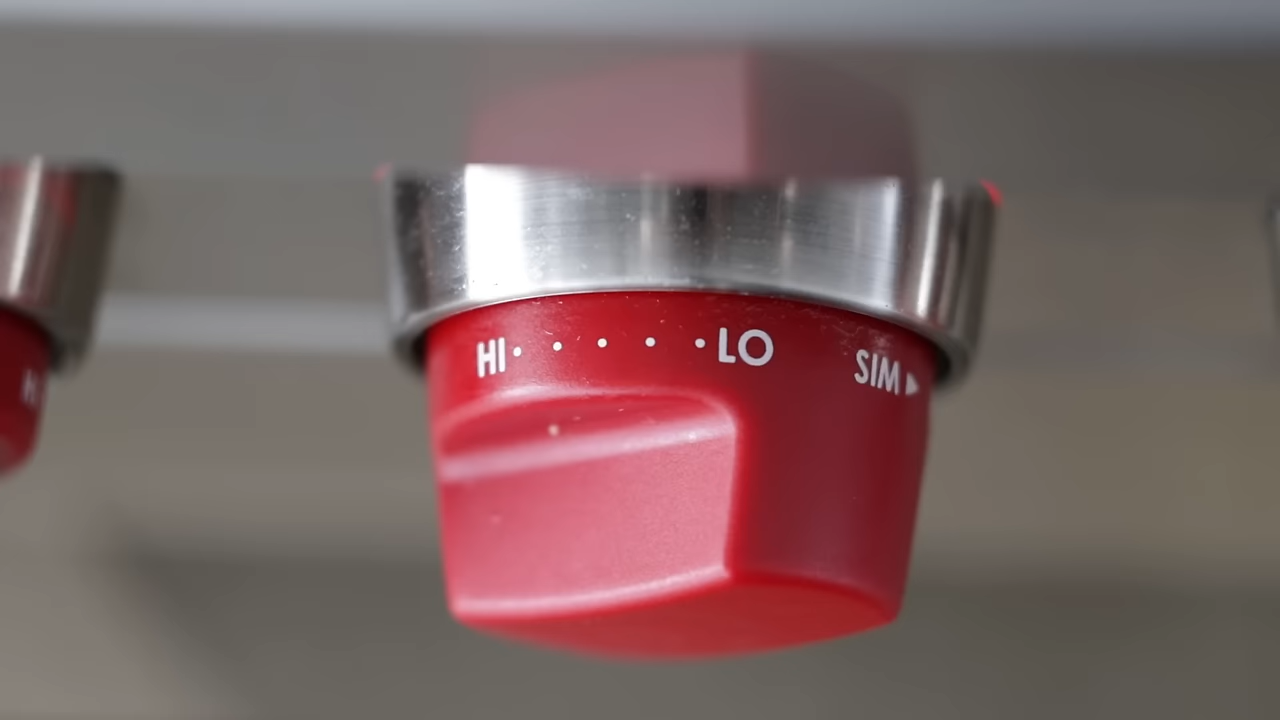 HI · · · · · LO SIM ▶